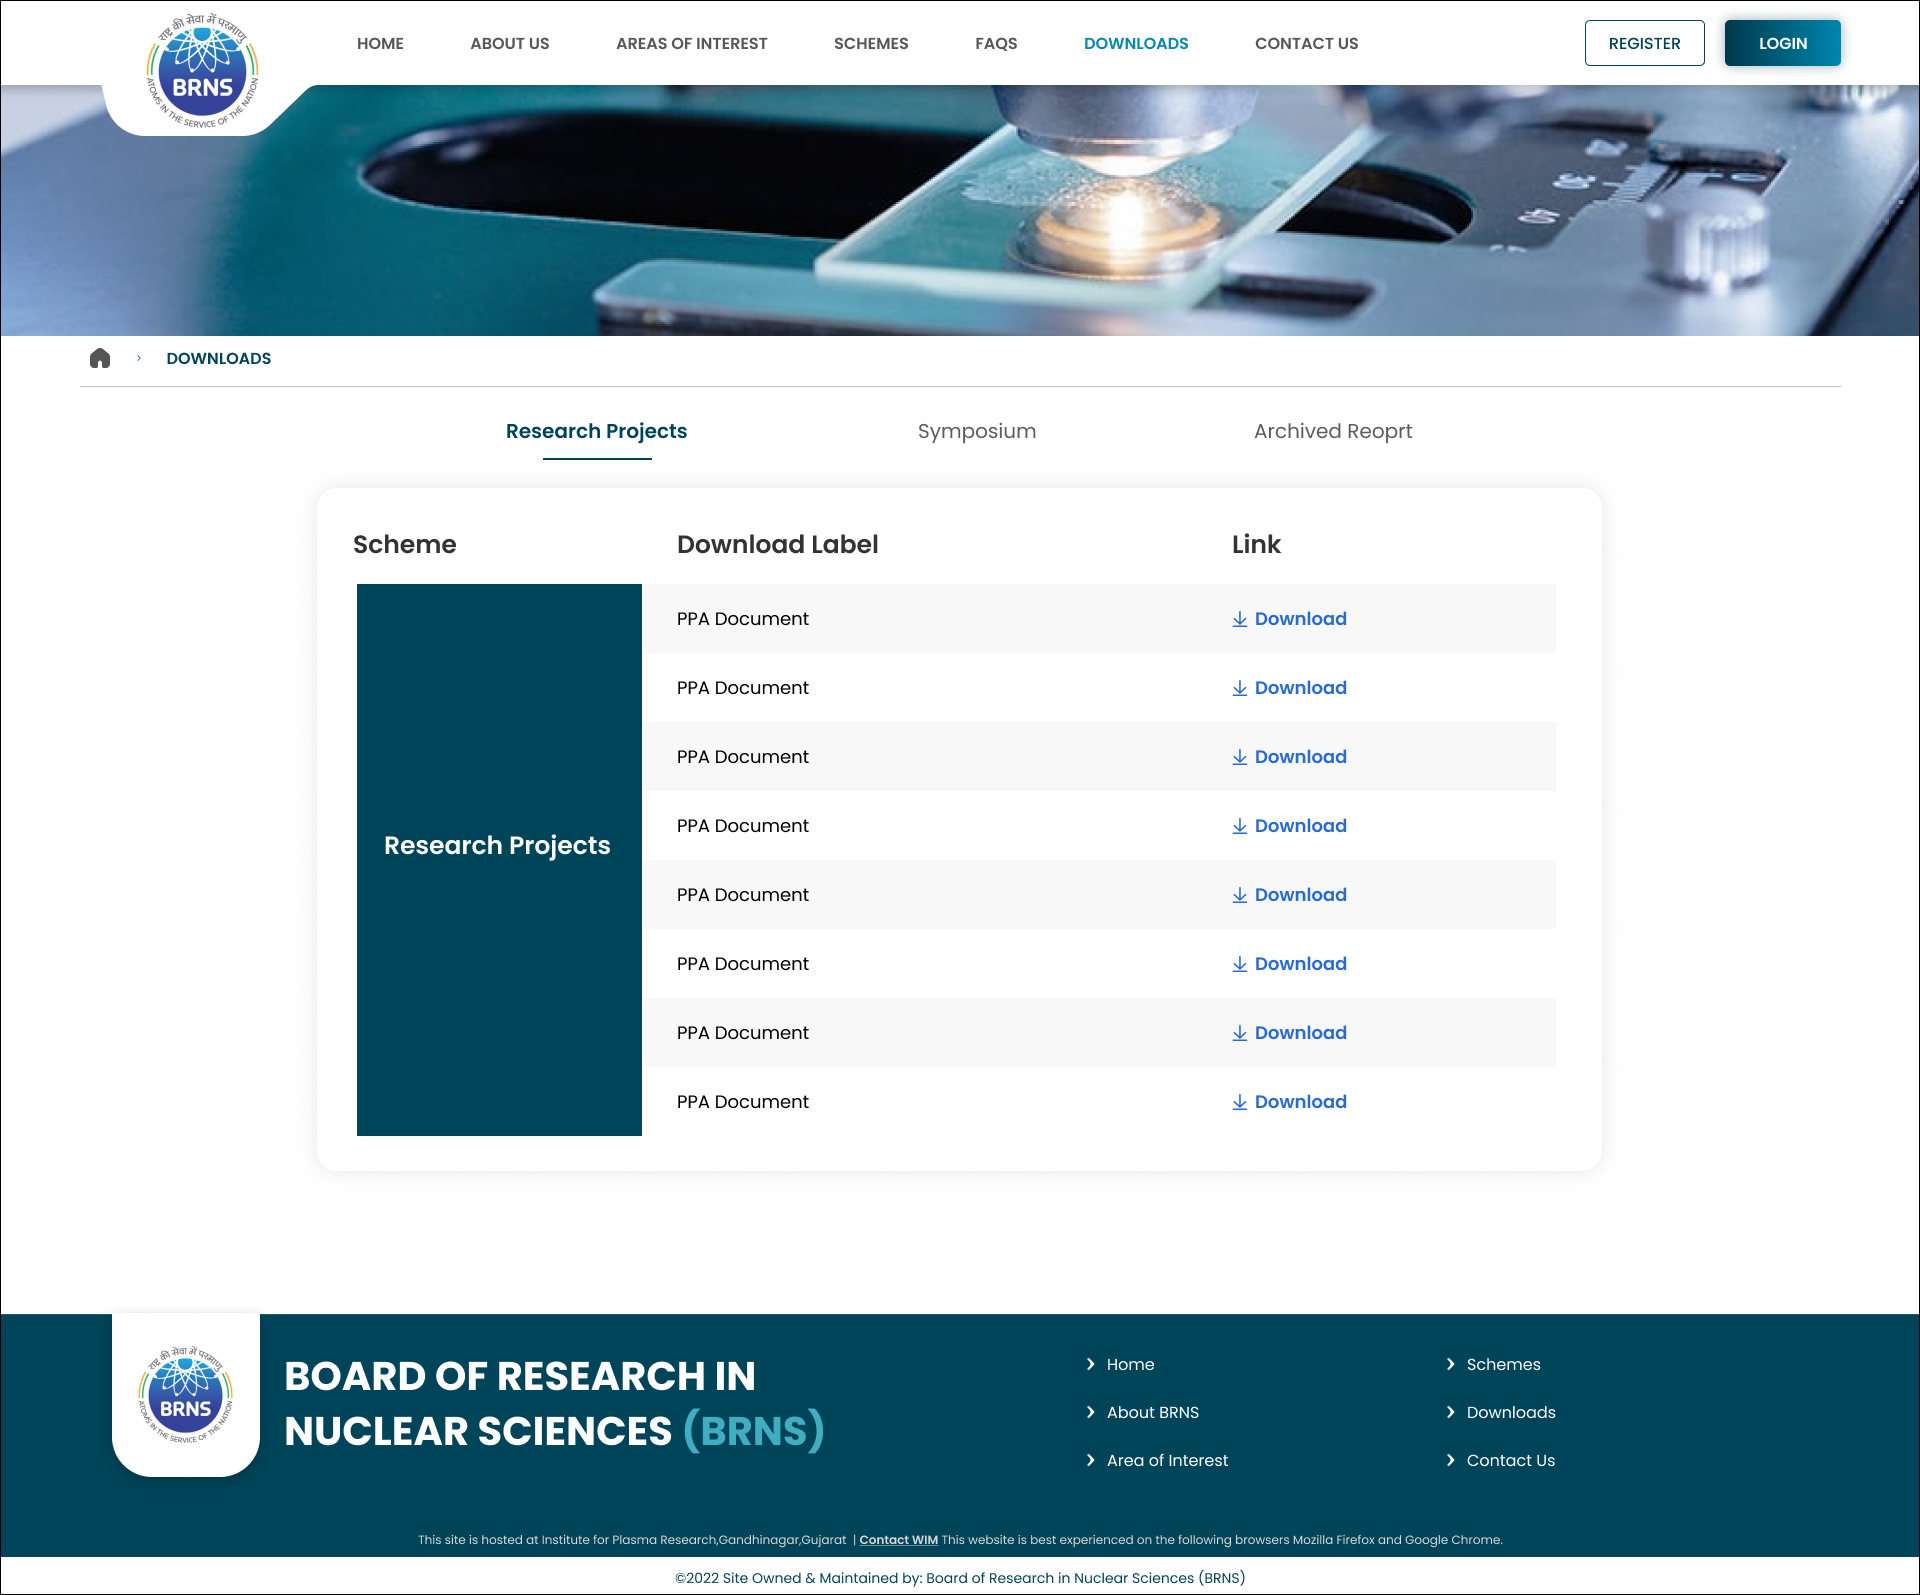 राष्ट्र की सेवा में परमाणु
BRNS
ATOMS IN THE SERVICE OF THE NATION
HOME
ABOUT US
AREAS OF INTEREST
SCHEMES
FAQS
DOWNLOADS
CONTACT US
REGISTER
LOGIN
DOWNLOADS
Research Projects
Symposium
Archived Reoprt
Scheme
Download Label
Link
Research Projects
PPA Document
Download
PPA Document
Download
PPA Document
Download
PPA Document
Download
PPA Document
Download
PPA Document
Download
PPA Document
Download
PPA Document
Download
राष्ट्र की सेवा में परमाणु
BRNS
ATOMS IN THE SERVICE OF THE NATION
BOARD OF RESEARCH IN
NUCLEAR SCIENCES (BRNS)
Home
About BRNS
Area of Interest
Schemes
Downloads
Contact Us
This site is hosted at Institute for Plasma Research,Gandhinagar,Gujarat | Contact WIM This website is best experienced on the following browsers Mozilla Firefox and Google Chrome.
©2022 Site Owned & Maintained by: Board of Research in Nuclear Sciences (BRNS)